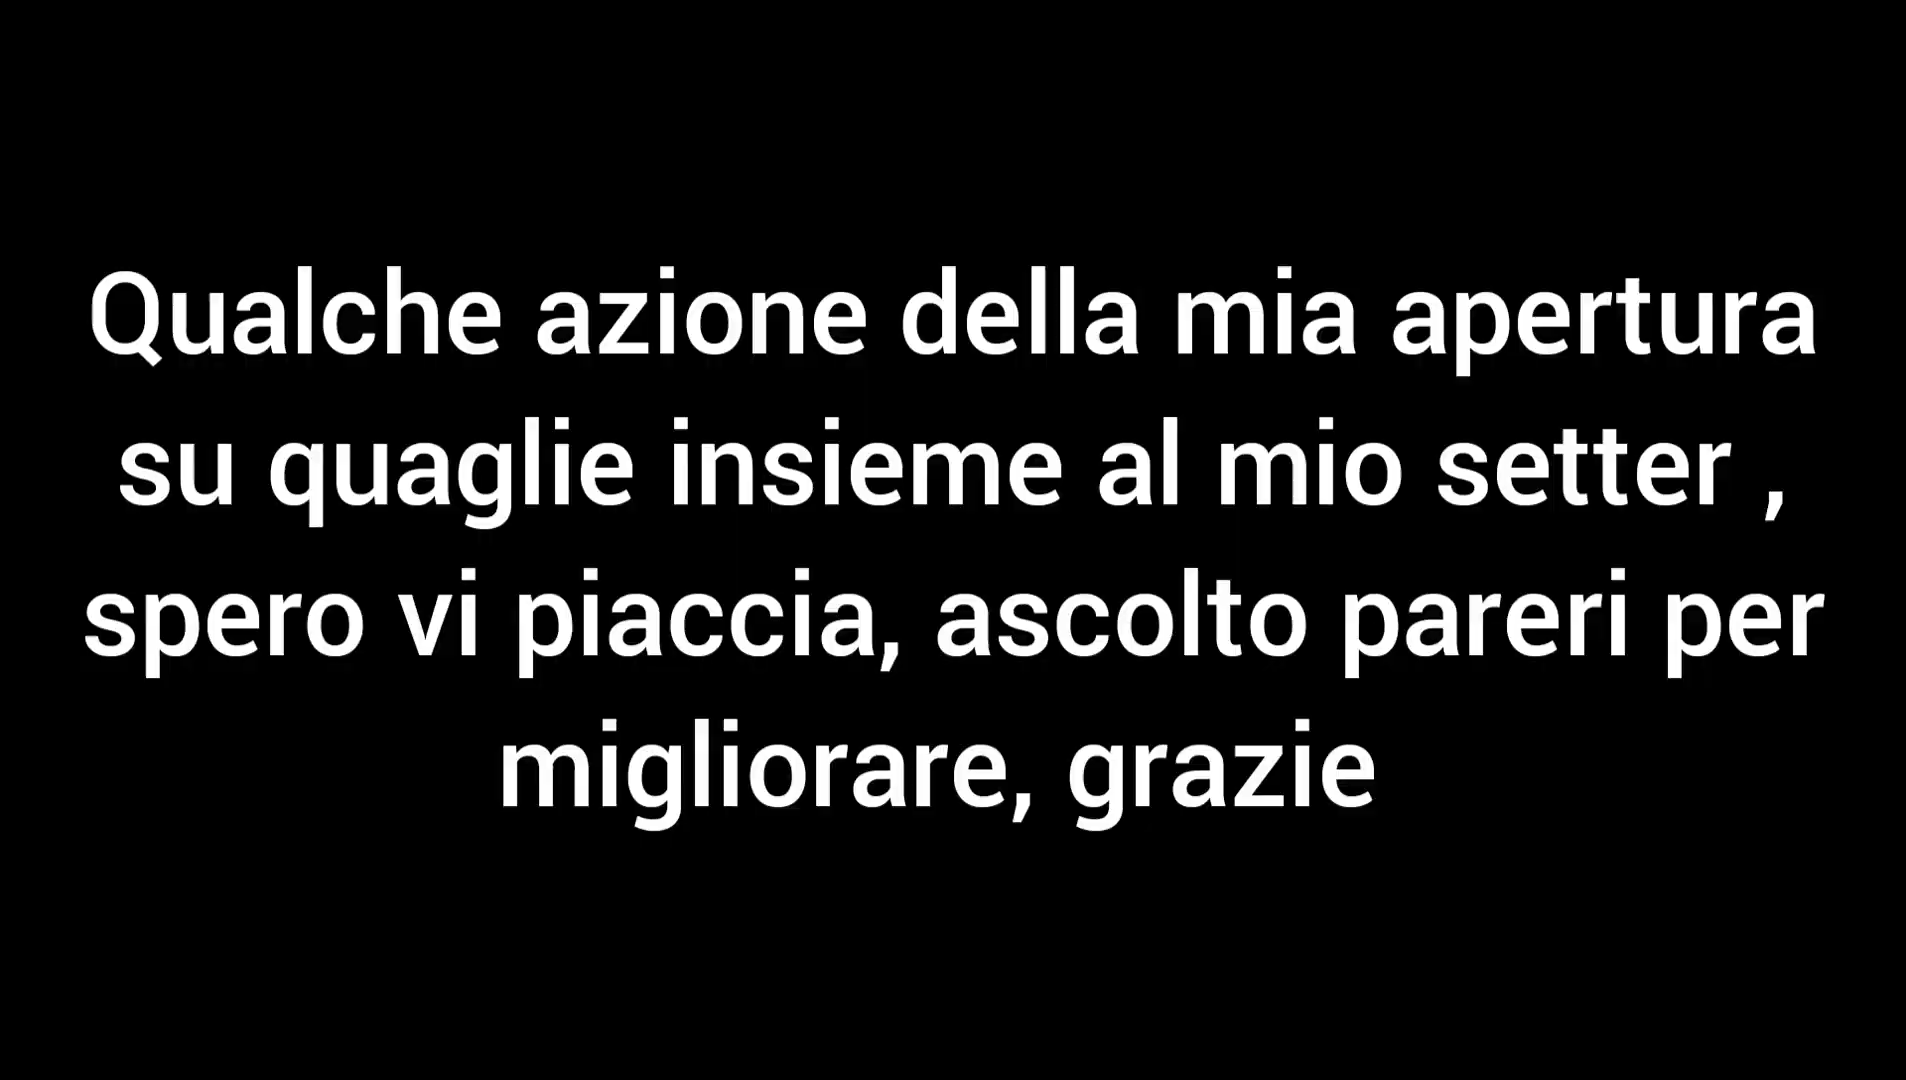 Qualche azione della mia apertura
su quaglie insieme al mio setter ,
spero vi piaccia, ascolto pareri per
migliorare, grazie